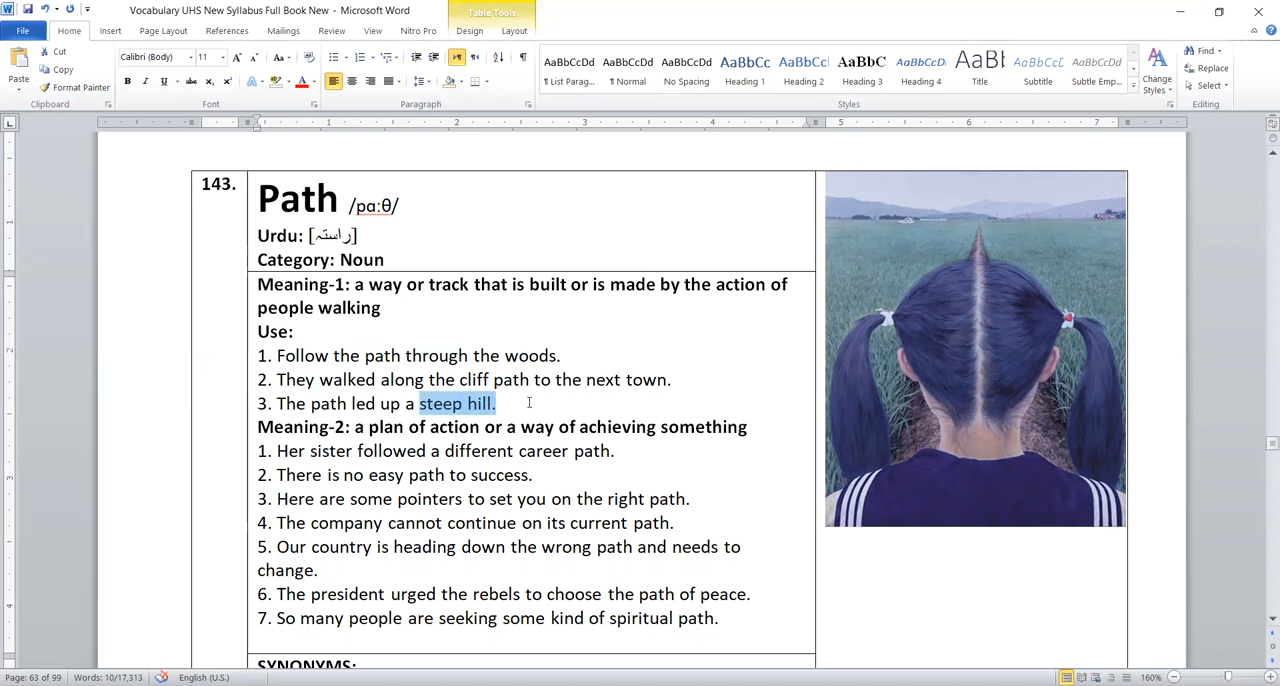 Vocabulary UHS New Syllabus Full Book New - Microsoft Word
Table Tools
File Home Insert Page Layout References Mailings Review View Nitro Pro Design Layout
Paste
Cut
Copy
Format Painter
Clipboard
Calibri (Body) 11
Font
Paragraph
AaBbCcDd AaBbCcDd AaBbCcDd AaBbCc AaBbCc AaBbC AaBbCcD
¶ List Parag... ¶ Normal No Spacing Heading 1 Heading 2 Heading 3 Heading 4 Title Subtitle Subtle Emp...
Styles
Change Styles
Find
Replace
Select
Editing
1 2 3 4 5 6 7
143.
Path /pɑːθ/
Urdu: [راستہ]
Category: Noun
Meaning-1: a way or track that is built or is made by the action of
people walking
Use:
1. Follow the path through the woods.
2. They walked along the cliff path to the next town.
3. The path led up a steep hill.
Meaning-2: a plan of action or a way of achieving something
1. Her sister followed a different career path.
2. There is no easy path to success.
3. Here are some pointers to set you on the right path.
4. The company cannot continue on its current path.
5. Our country is heading down the wrong path and needs to
change.
6. The president urged the rebels to choose the path of peace.
7. So many people are seeking some kind of spiritual path.
SYNONYMS:
Page: 63 of 99 Words: 10/17,313 English (U.S.) 160%